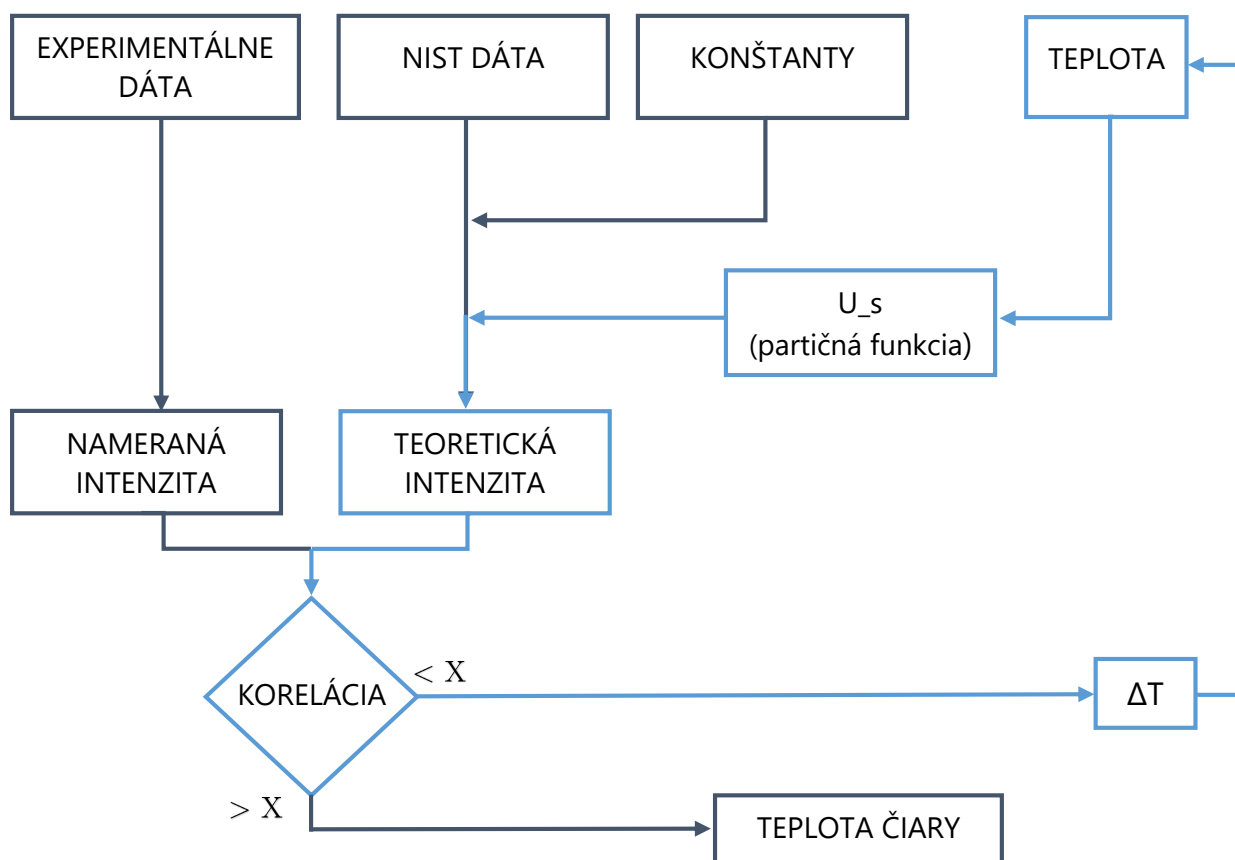 EXPERIMENTÁLNE
DÁTA
NIST DÁTA
KONŠTANTY
TEPLOTA
U_s
(partičná funkcia)
NAMERANÁ
INTENZITA
TEORETICKÁ
INTENZITA
< X
KORELÁCIA
ΔT
> X
TEPLOTA ČIARY